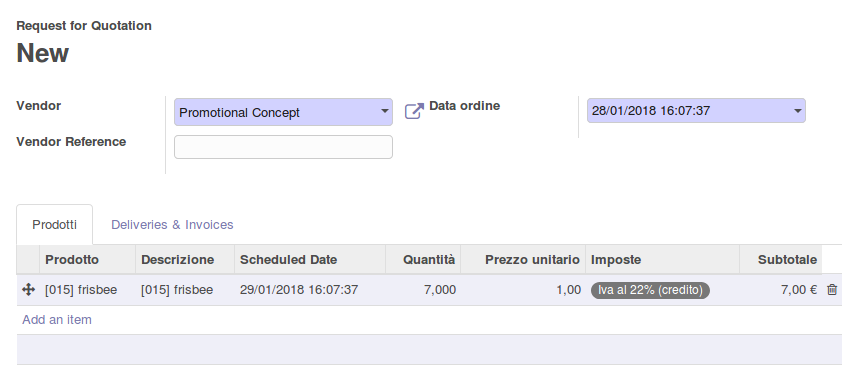 Request for Quotation
New
Vendor Promotional Concept Data ordine 28/01/2018 16:07:37
Vendor Reference
Prodotti Deliveries & Invoices
Prodotto Descrizione Scheduled Date Quantità Prezzo unitario Imposte Subtotale
[015] frisbee [015] frisbee 29/01/2018 16:07:37 7,000 1,00 Iva al 22% (credito) 7,00 €
Add an item